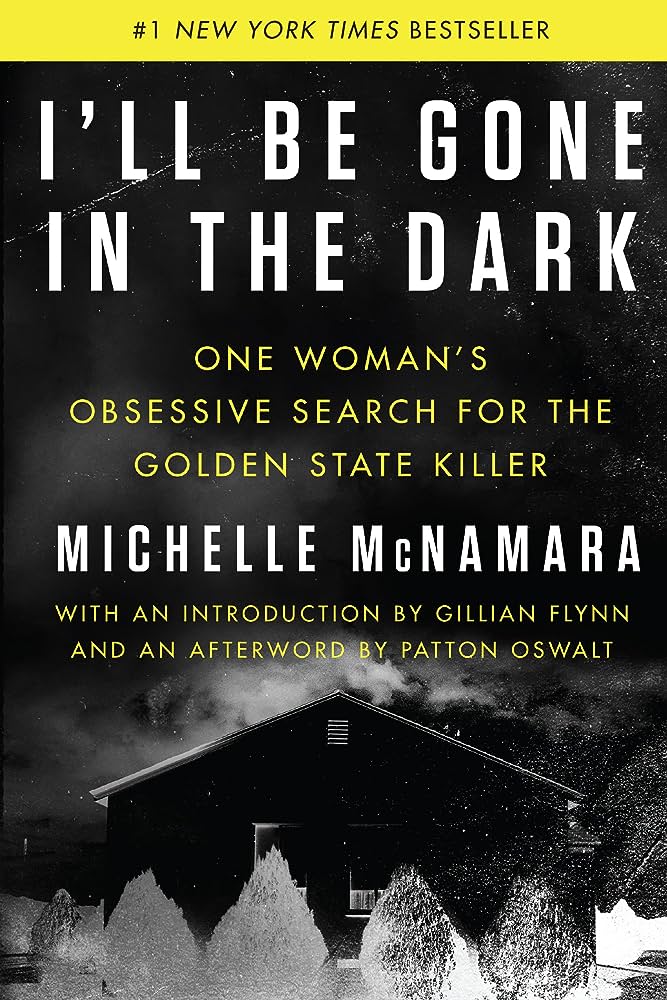 #1 NEW YORK TIMES BESTSELLER
I'LL BE GONE
IN THE DARK
ONE WOMAN'S
OBSESSIVE SEARCH FOR THE
GOLDEN STATE KILLER
MICHELLE McNAMARA
WITH AN INTRODUCTION BY GILLIAN FLYNN
AND AN AFTERWORD BY PATTON OSWALT